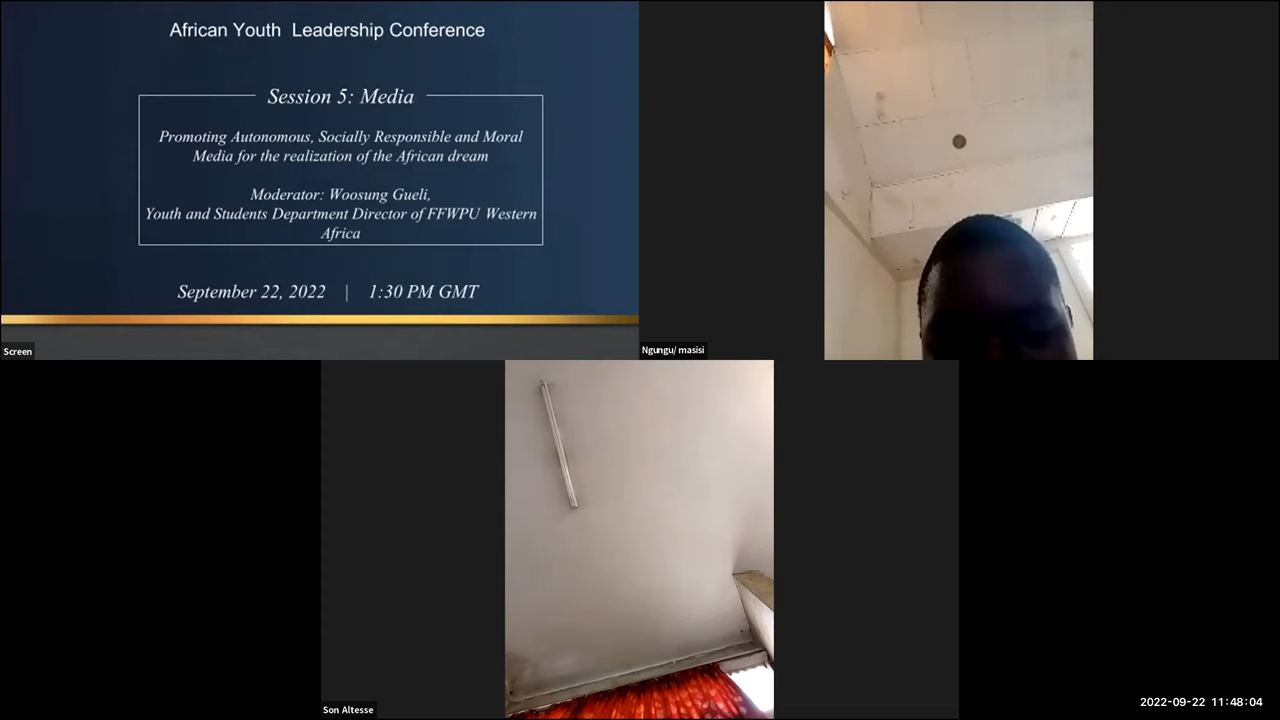 African Youth Leadership Conference
Session 5: Media
Promoting Autonomous, Socially Responsible and Moral
Media for the realization of the African dream
Moderator: Woosung Gueli,
Youth and Students Department Director of FFWPU Western
Africa
September 22, 2022 | 1:30 PM GMT
Screen
Ngungu/ masisi
Son Altesse
2022-09-22 11:48:04